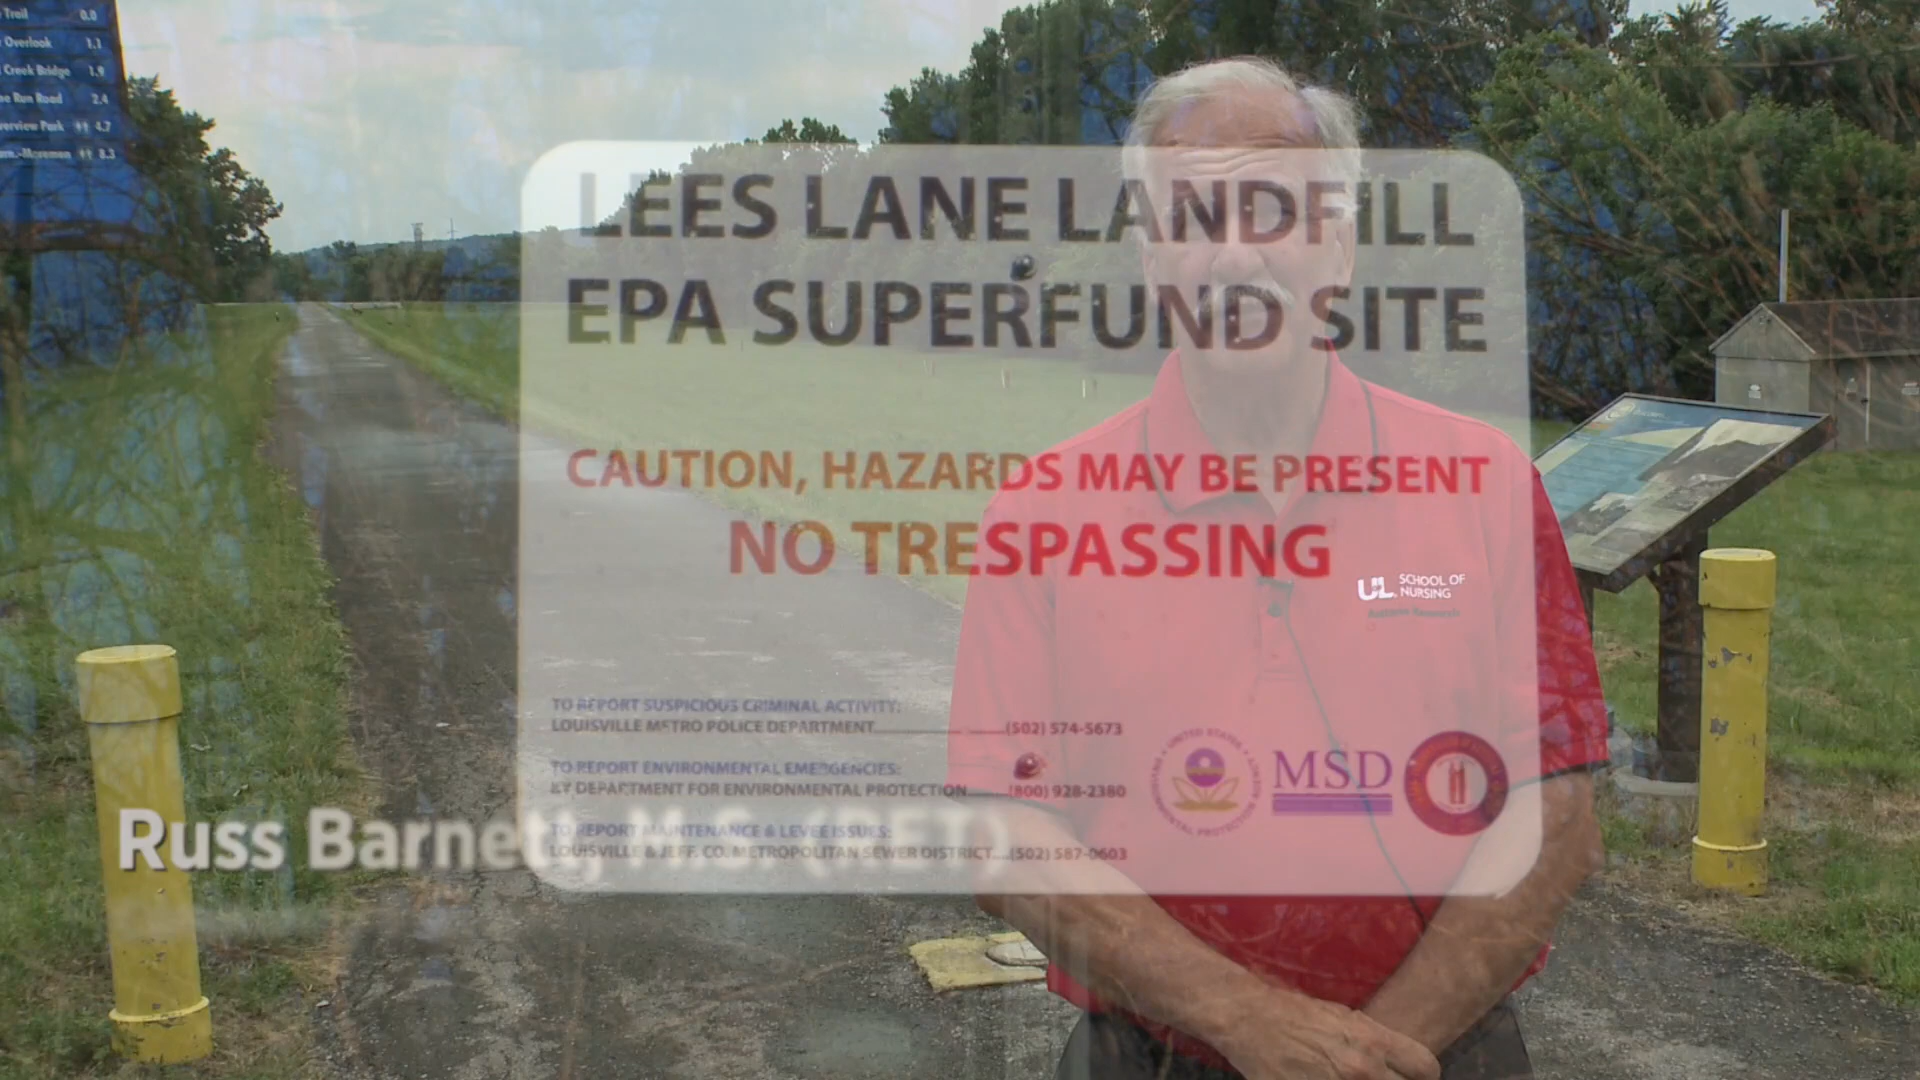 Trail 0.0
Overlook 1.1
Creek Bridge 1.9
Run Road 2.4
4.7
8.3
LEES LANE LANDFILL
EPA SUPERFUND SITE
CAUTION, HAZARDS MAY BE PRESENT
NO TRESPASSING
UL SCHOOL OF
NURSING
TO REPORT SUSPICIOUS CRIMINAL ACTIVITY:
LOUISVILLE METRO POLICE DEPARTMENT (502) 574-5673
TO REPORT ENVIRONMENTAL EMERGENCIES:
KY DEPARTMENT FOR ENVIRONMENTAL PROTECTION (800) 928-2380
TO REPORT MAINTENANCE & LEVEE ISSUES:
LOUISVILLE & JEFF. CO. METROPOLITAN SEWER DISTRICT (502) 587-0603
MSD
Russ Barnett, M.S. (RET)